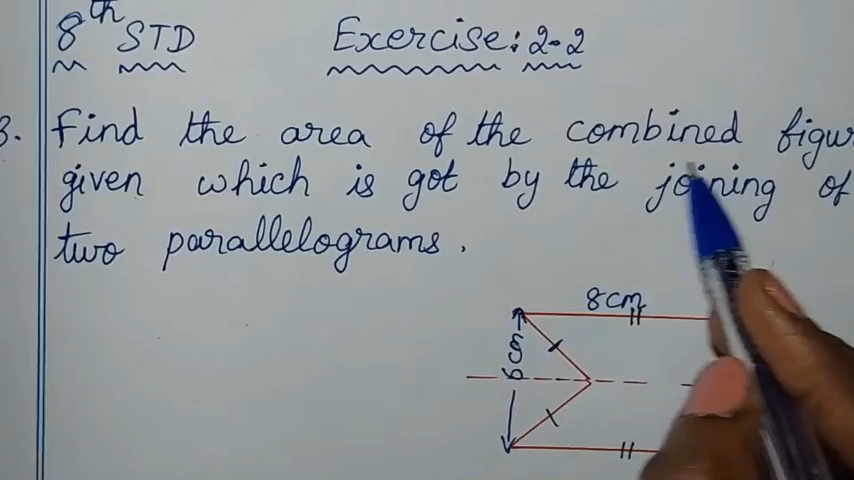 8th STD Exercise: 2.2
3. Find the area of the combined figur
given which is got by the joining of
two parallelograms.
8cm